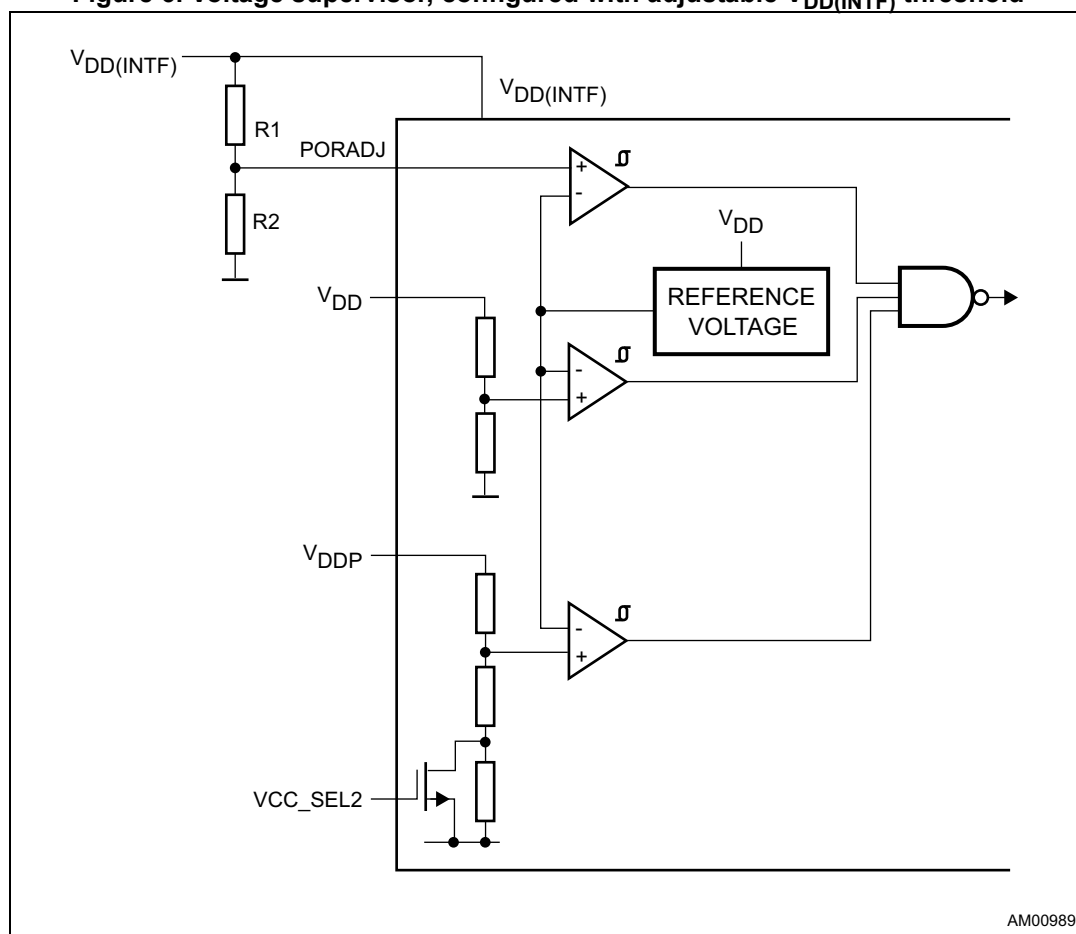 Figure 6. Voltage supervisor, configured with adjustable VDD(INTF) threshold
VDD(INTF)
VDD(INTF)
R1
PORADJ
+
-
R2
VDD
REFERENCE
VOLTAGE
VDD
-
+
VDDP
-
+
VCC_SEL2
AM00989